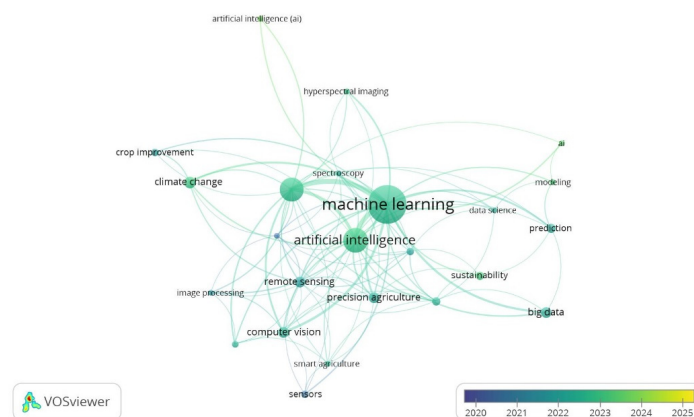 artificial intelligence (ai)
hyperspectral imaging
ai
crop improvement
spectroscopy
climate change
modeling
machine learning
data science
prediction
artificial intelligence
sustainability
remote sensing
image processing
precision agriculture
big data
computer vision
smart agriculture
sensors
VOSviewer
2020 2021 2022 2023 2024 2025